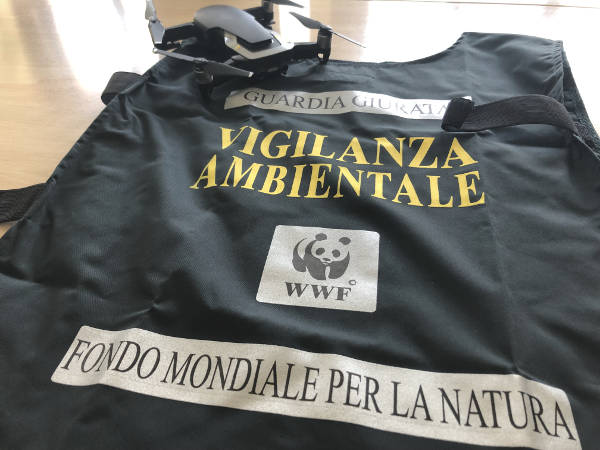 GUARDIA GIURATA
VIGILANZA
AMBIENTALE
WWF
FONDO MONDIALE PER LA NATURA